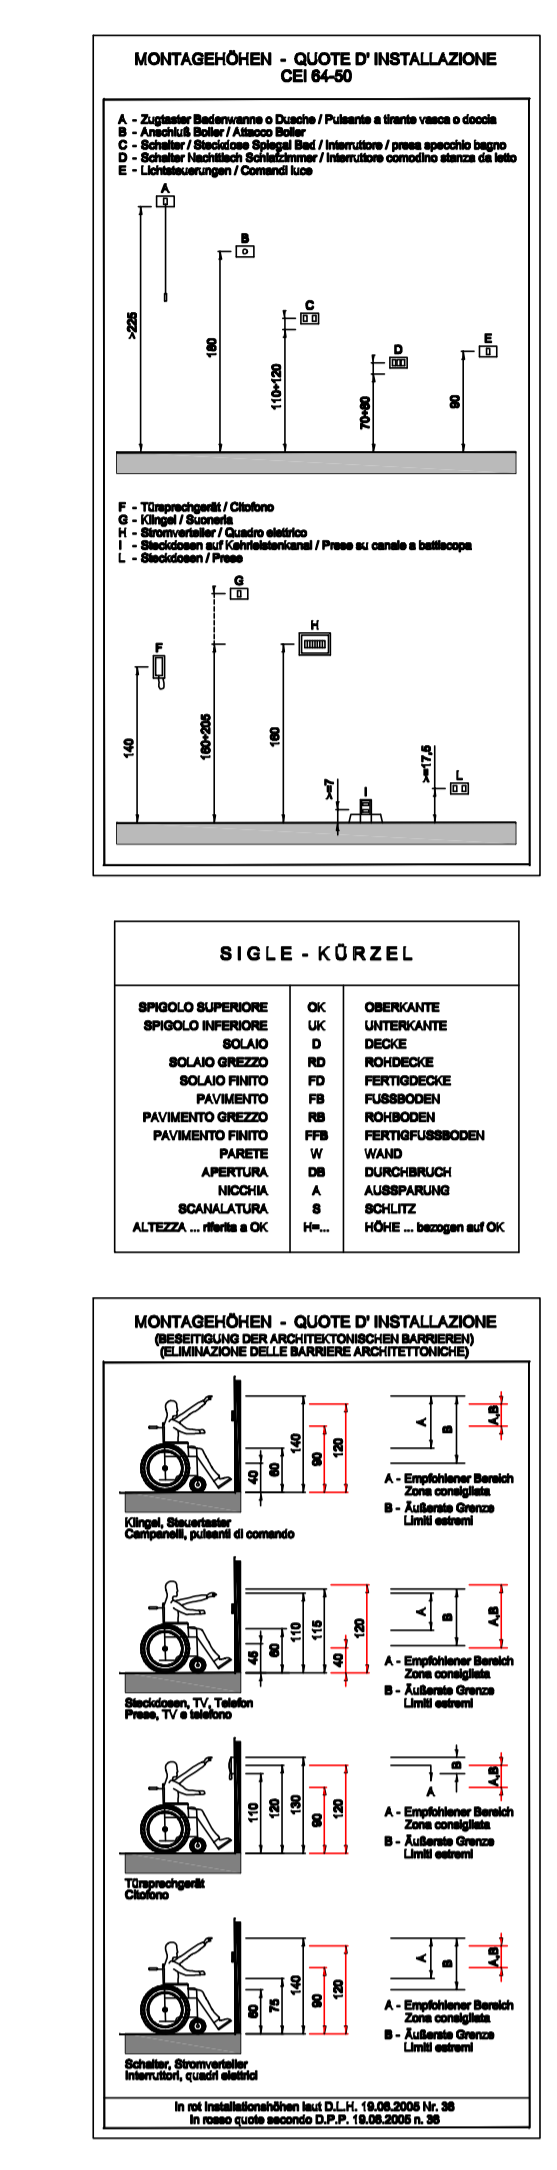 MONTAGEHÖHEN - QUOTE D' INSTALLAZIONE
CEI 64-50
A - Zugtaster Badenwanne o Dusche / Pulsante a tirante vasca o doccia
B - Anschluß Boiler / Attacco Boiler
C - Schalter / Steckdose Spiegal Bad / Interruttore / presa specchio bagno
D - Schalter Nachttisch Schlafzimmer / Interruttore comodino stanza da letto
E - Lichtsteuerungen / Comandi luce
A
B
C
D
E
>225
180
110÷120
70÷80
90
F - Türsprechgerät / Citofono
G - Klingel / Suoneria
H - Stromverteiler / Quadro elettrico
I - Steckdosen auf Kehrleistenkanal / Prese su canale a battiscopa
L - Steckdosen / Prese
G
H
F
I
L
140
160÷205
160
>=7
>=17,5
SIGLE - KÜRZEL
SPIGOLO SUPERIORE OK OBERKANTE
SPIGOLO INFERIORE UK UNTERKANTE
SOLAIO D DECKE
SOLAIO GREZZO RD ROHDECKE
SOLAIO FINITO FD FERTIGDECKE
PAVIMENTO FB FUSSBODEN
PAVIMENTO GREZZO RB ROHBODEN
PAVIMENTO FINITO FFB FERTIGFUSSBODEN
PARETE W WAND
APERTURA DB DURCHBRUCH
NICCHIA A AUSSPARUNG
SCANALATURA S SCHLITZ
ALTEZZA ... riferita a OK H=... HÖHE ... bezogen auf OK
MONTAGEHÖHEN - QUOTE D' INSTALLAZIONE
(BESEITIGUNG DER ARCHITEKTONISCHEN BARRIEREN)
(ELIMINAZIONE DELLE BARRIERE ARCHITETTONICHE)
40
60
140
90
120
A
B
A,B
A - Empfohlener Bereich
Zona consigliata
B - Äußerste Grenze
Limiti estremi
Klingel, Steuertaster
Campanelli, pulsanti di comando
45
60
110
115
40
120
A
B
A,B
A - Empfohlener Bereich
Zona consigliata
B - Äußerste Grenze
Limiti estremi
Steckdosen, TV, Telefon
Prese, TV e telefono
110
120
130
90
120
A
B
A,B
A - Empfohlener Bereich
Zona consigliata
B - Äußerste Grenze
Limiti estremi
Türsprechgerät
Citofono
60
75
140
90
120
A
B
A,B
A - Empfohlener Bereich
Zona consigliata
B - Äußerste Grenze
Limiti estremi
Schalter, Stromverteiler
Interruttori, quadri elettrici
In rot Installationshöhen laut D.L.H. 19.08.2005 Nr. 36
In rosso quote secondo D.P.P. 19.08.2005 n. 36